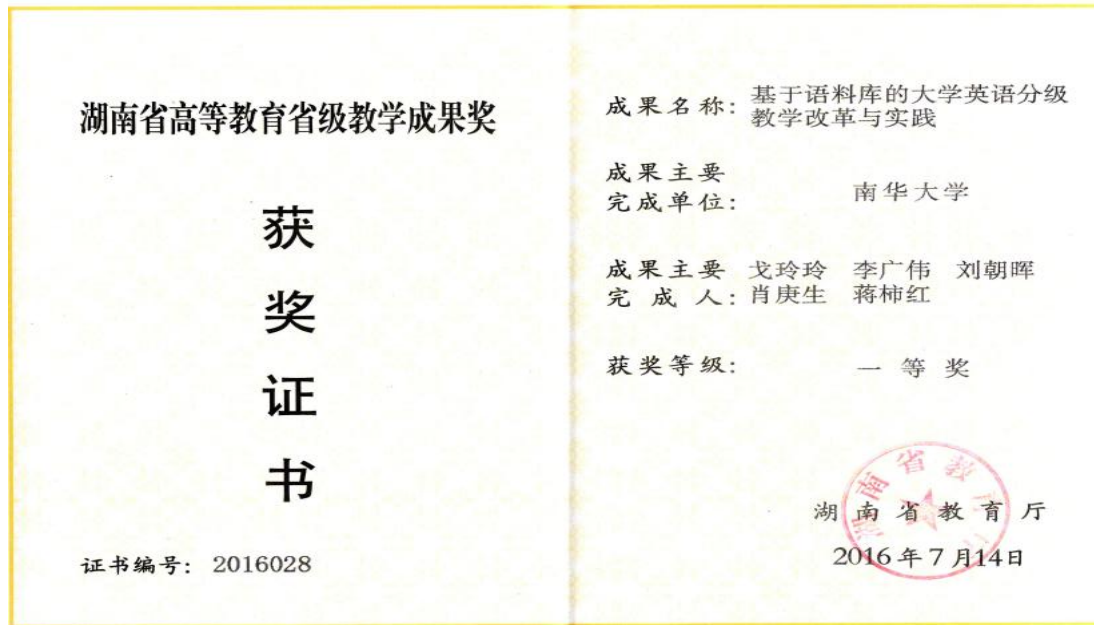 湖南省高等教育省级教学成果奖
获
奖
证
书
证书编号：2016028
成果名称：基于语料库的大学英语分级
教学改革与实践
成果主要
完成单位：南华大学
成果主要 戈玲玲 李广伟 刘朝晖
完成人：肖庚生 蒋柿红
获奖等级：一等奖
湖南省教育厅
2016年7月14日
湖南省教